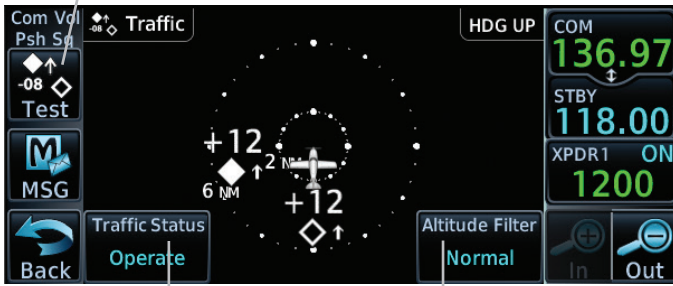 Com Vol
Psh Sq
-08
Test
MSG
Back
-08
Traffic
HDG UP
+12
2 NM
6 NM
+12
Traffic Status
Operate
Altitude Filter
Normal
COM
136.97
STBY
118.00
XPDR1 ON
1200
In
Out